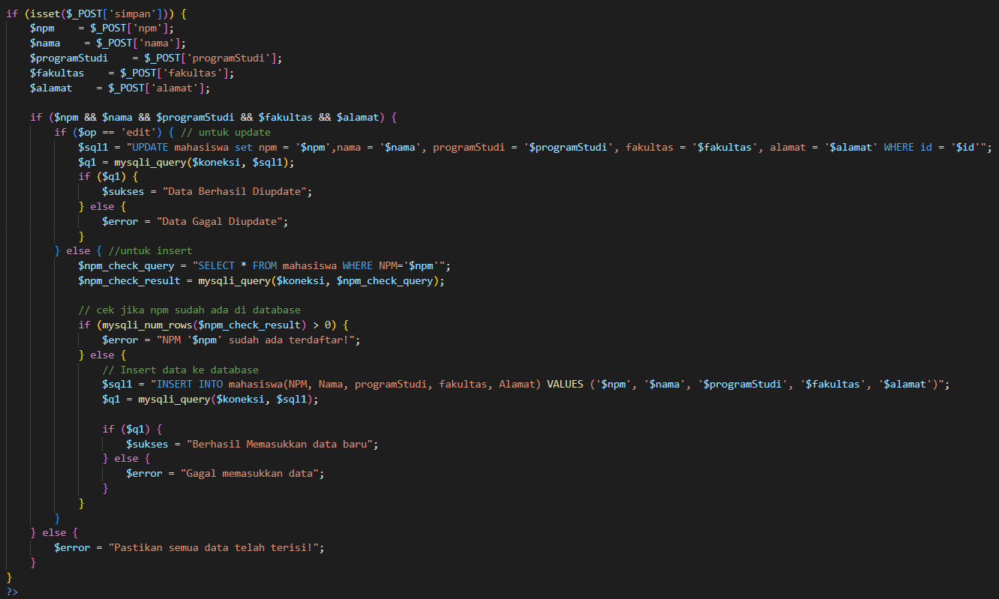 if (isset($_POST['simpan'])) {
    $npm    = $_POST['npm'];
    $nama    = $_POST['nama'];
    $programStudi    = $_POST['programStudi'];
    $fakultas    = $_POST['fakultas'];
    $alamat    = $_POST['alamat'];

    if ($npm && $nama && $programStudi && $fakultas && $alamat) {
        if ($op == 'edit') { // untuk update
            $sql1 = "UPDATE mahasiswa set npm = '$npm',nama = '$nama', programStudi = '$programStudi', fakultas = '$fakultas', alamat = '$alamat' WHERE id = '$id'";
            $q1 = mysqli_query($koneksi, $sql1);
            if ($q1) {
                $sukses = "Data Berhasil Diupdate";
            } else {
                $error = "Data Gagal Diupdate";
            }
        } else { //untuk insert
            $npm_check_query = "SELECT * FROM mahasiswa WHERE NPM='$npm'";
            $npm_check_result = mysqli_query($koneksi, $npm_check_query);

            // cek jika npm sudah ada di database
            if (mysqli_num_rows($npm_check_result) > 0) {
                $error = "NPM '$npm' sudah ada terdaftar!";
            } else {
                // Insert data ke database
                $sql1 = "INSERT INTO mahasiswa(NPM, Nama, programStudi, fakultas, Alamat) VALUES ('$npm', '$nama', '$programStudi', '$fakultas', '$alamat')";
                $q1 = mysqli_query($koneksi, $sql1);

                if ($q1) {
                    $sukses = "Berhasil Memasukkan data baru";
                } else {
                    $error = "Gagal memasukkan data";
                }
            }
        }
    } else {
        $error = "Pastikan semua data telah terisi!";
    }
}
?>